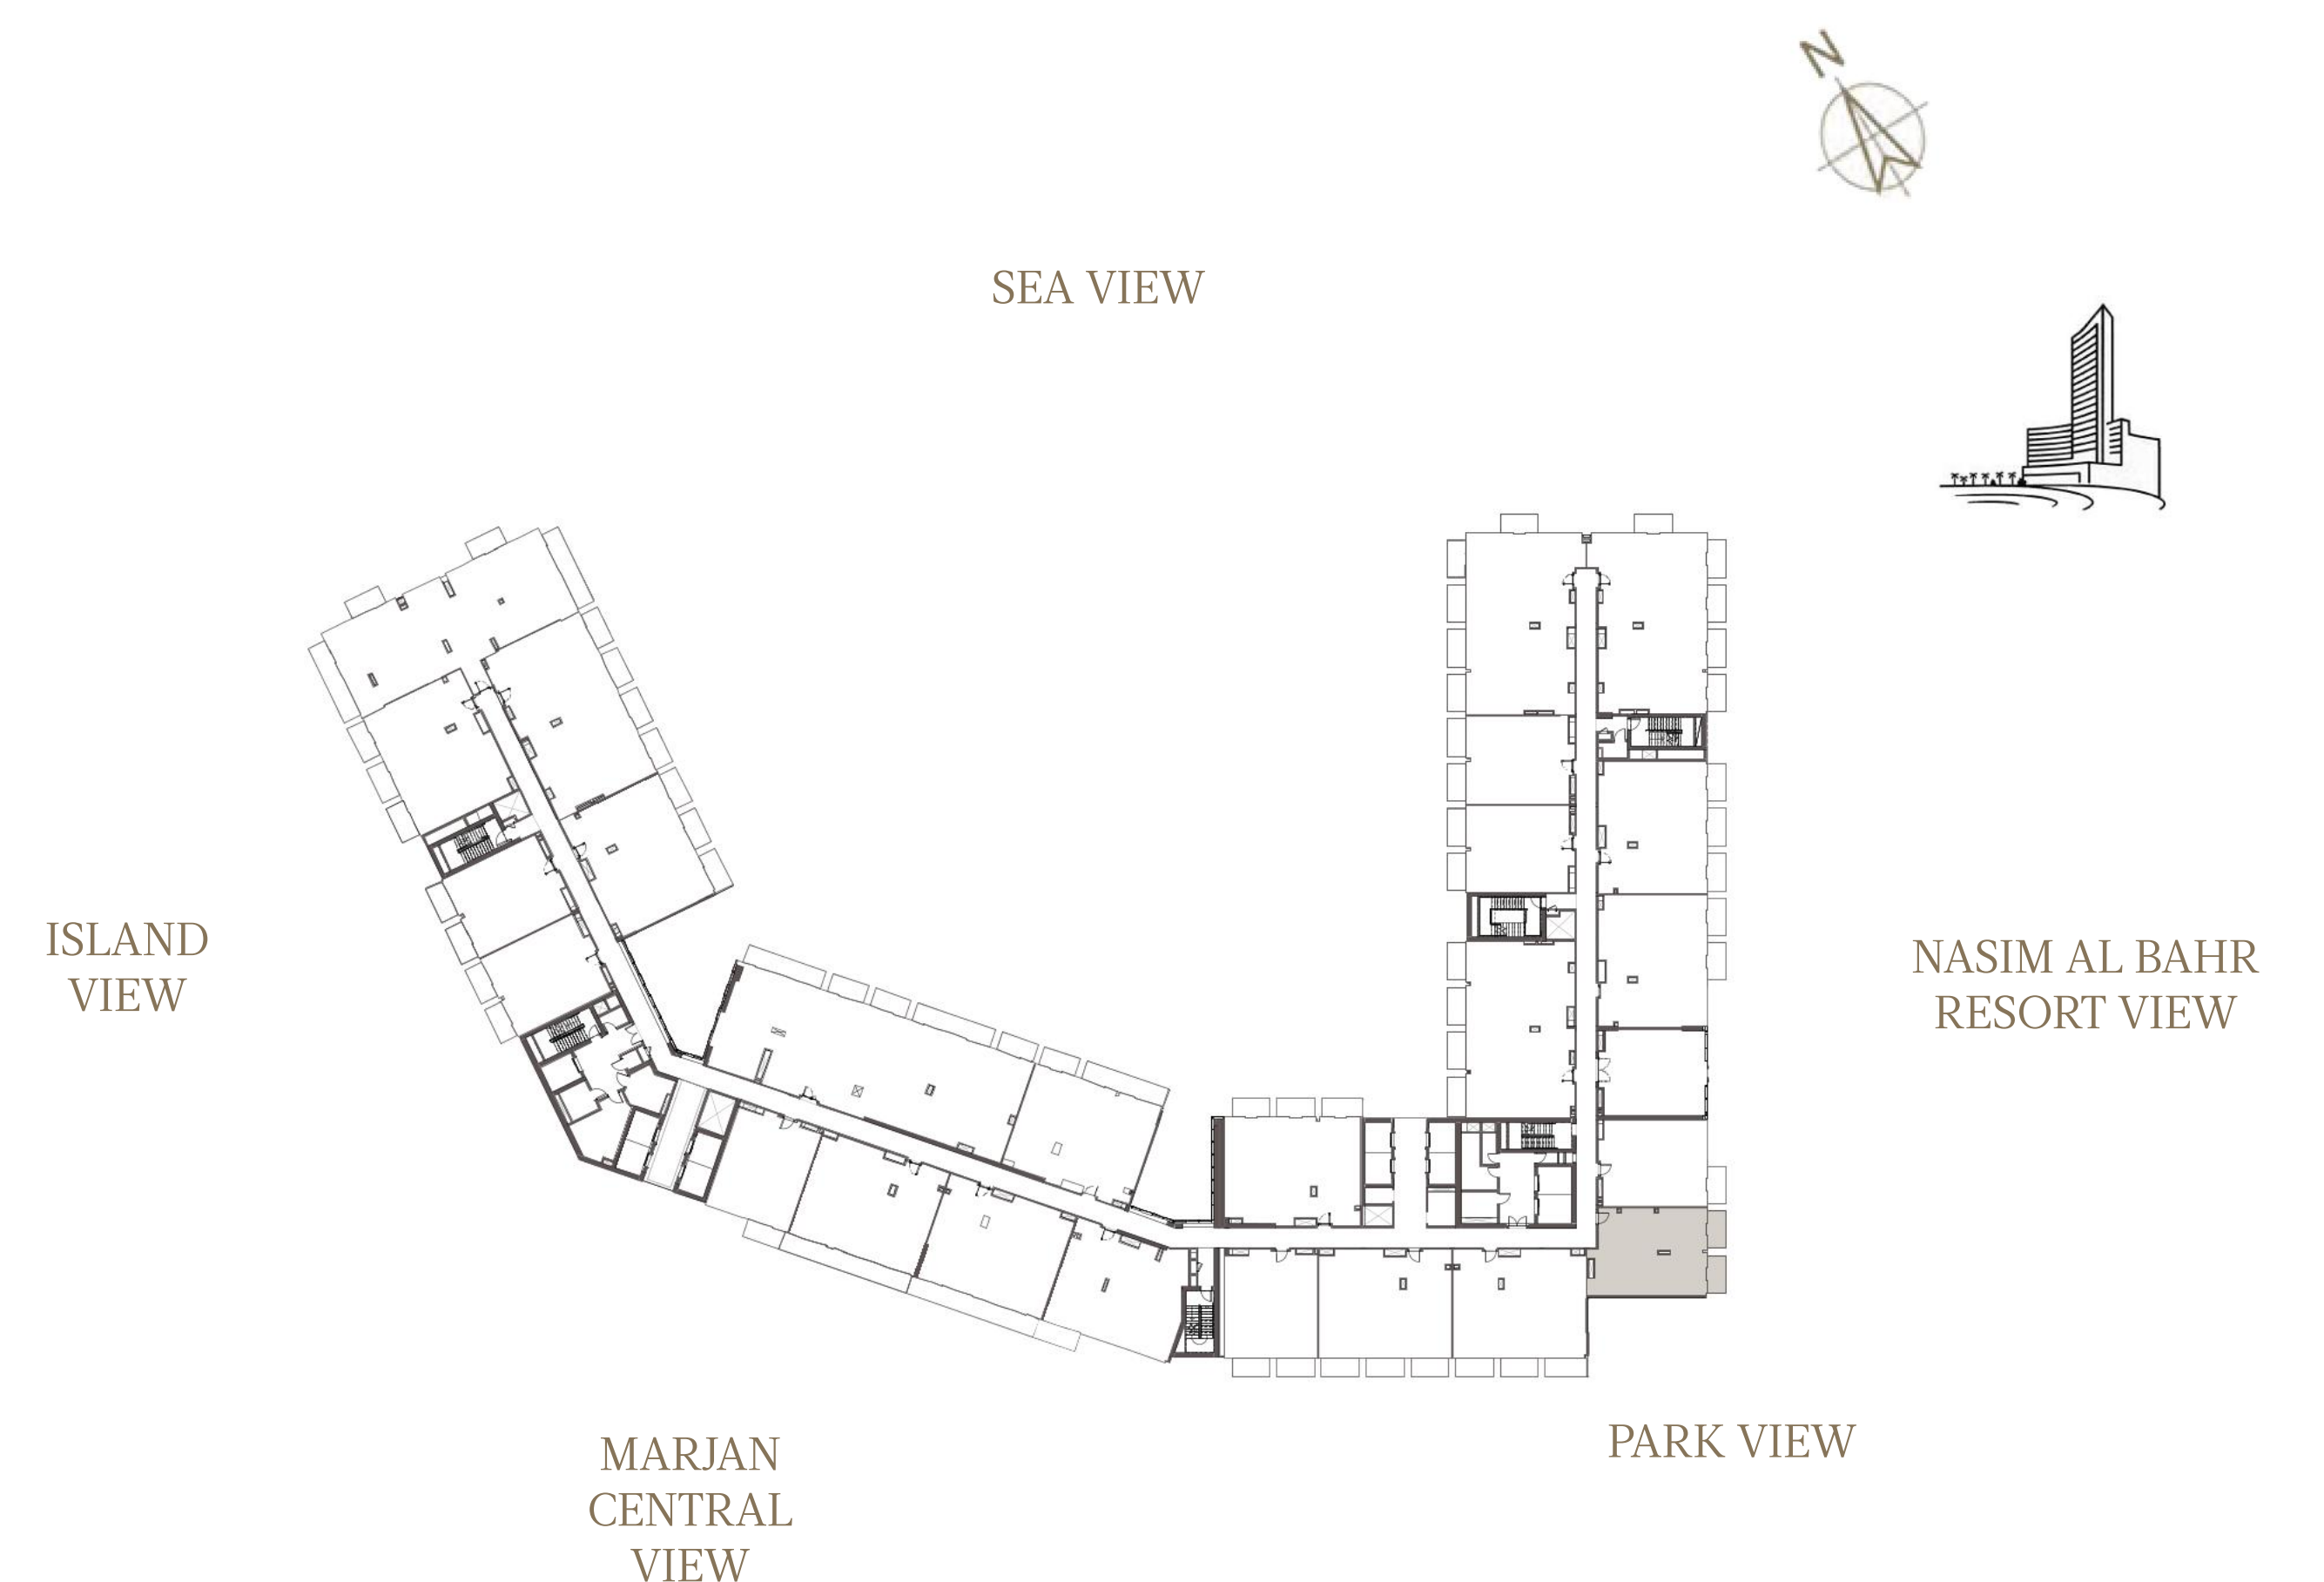 N
SEA VIEW
ISLAND
VIEW
NASIM AL BAHR
RESORT VIEW
PARK VIEW
MARJAN
CENTRAL
VIEW